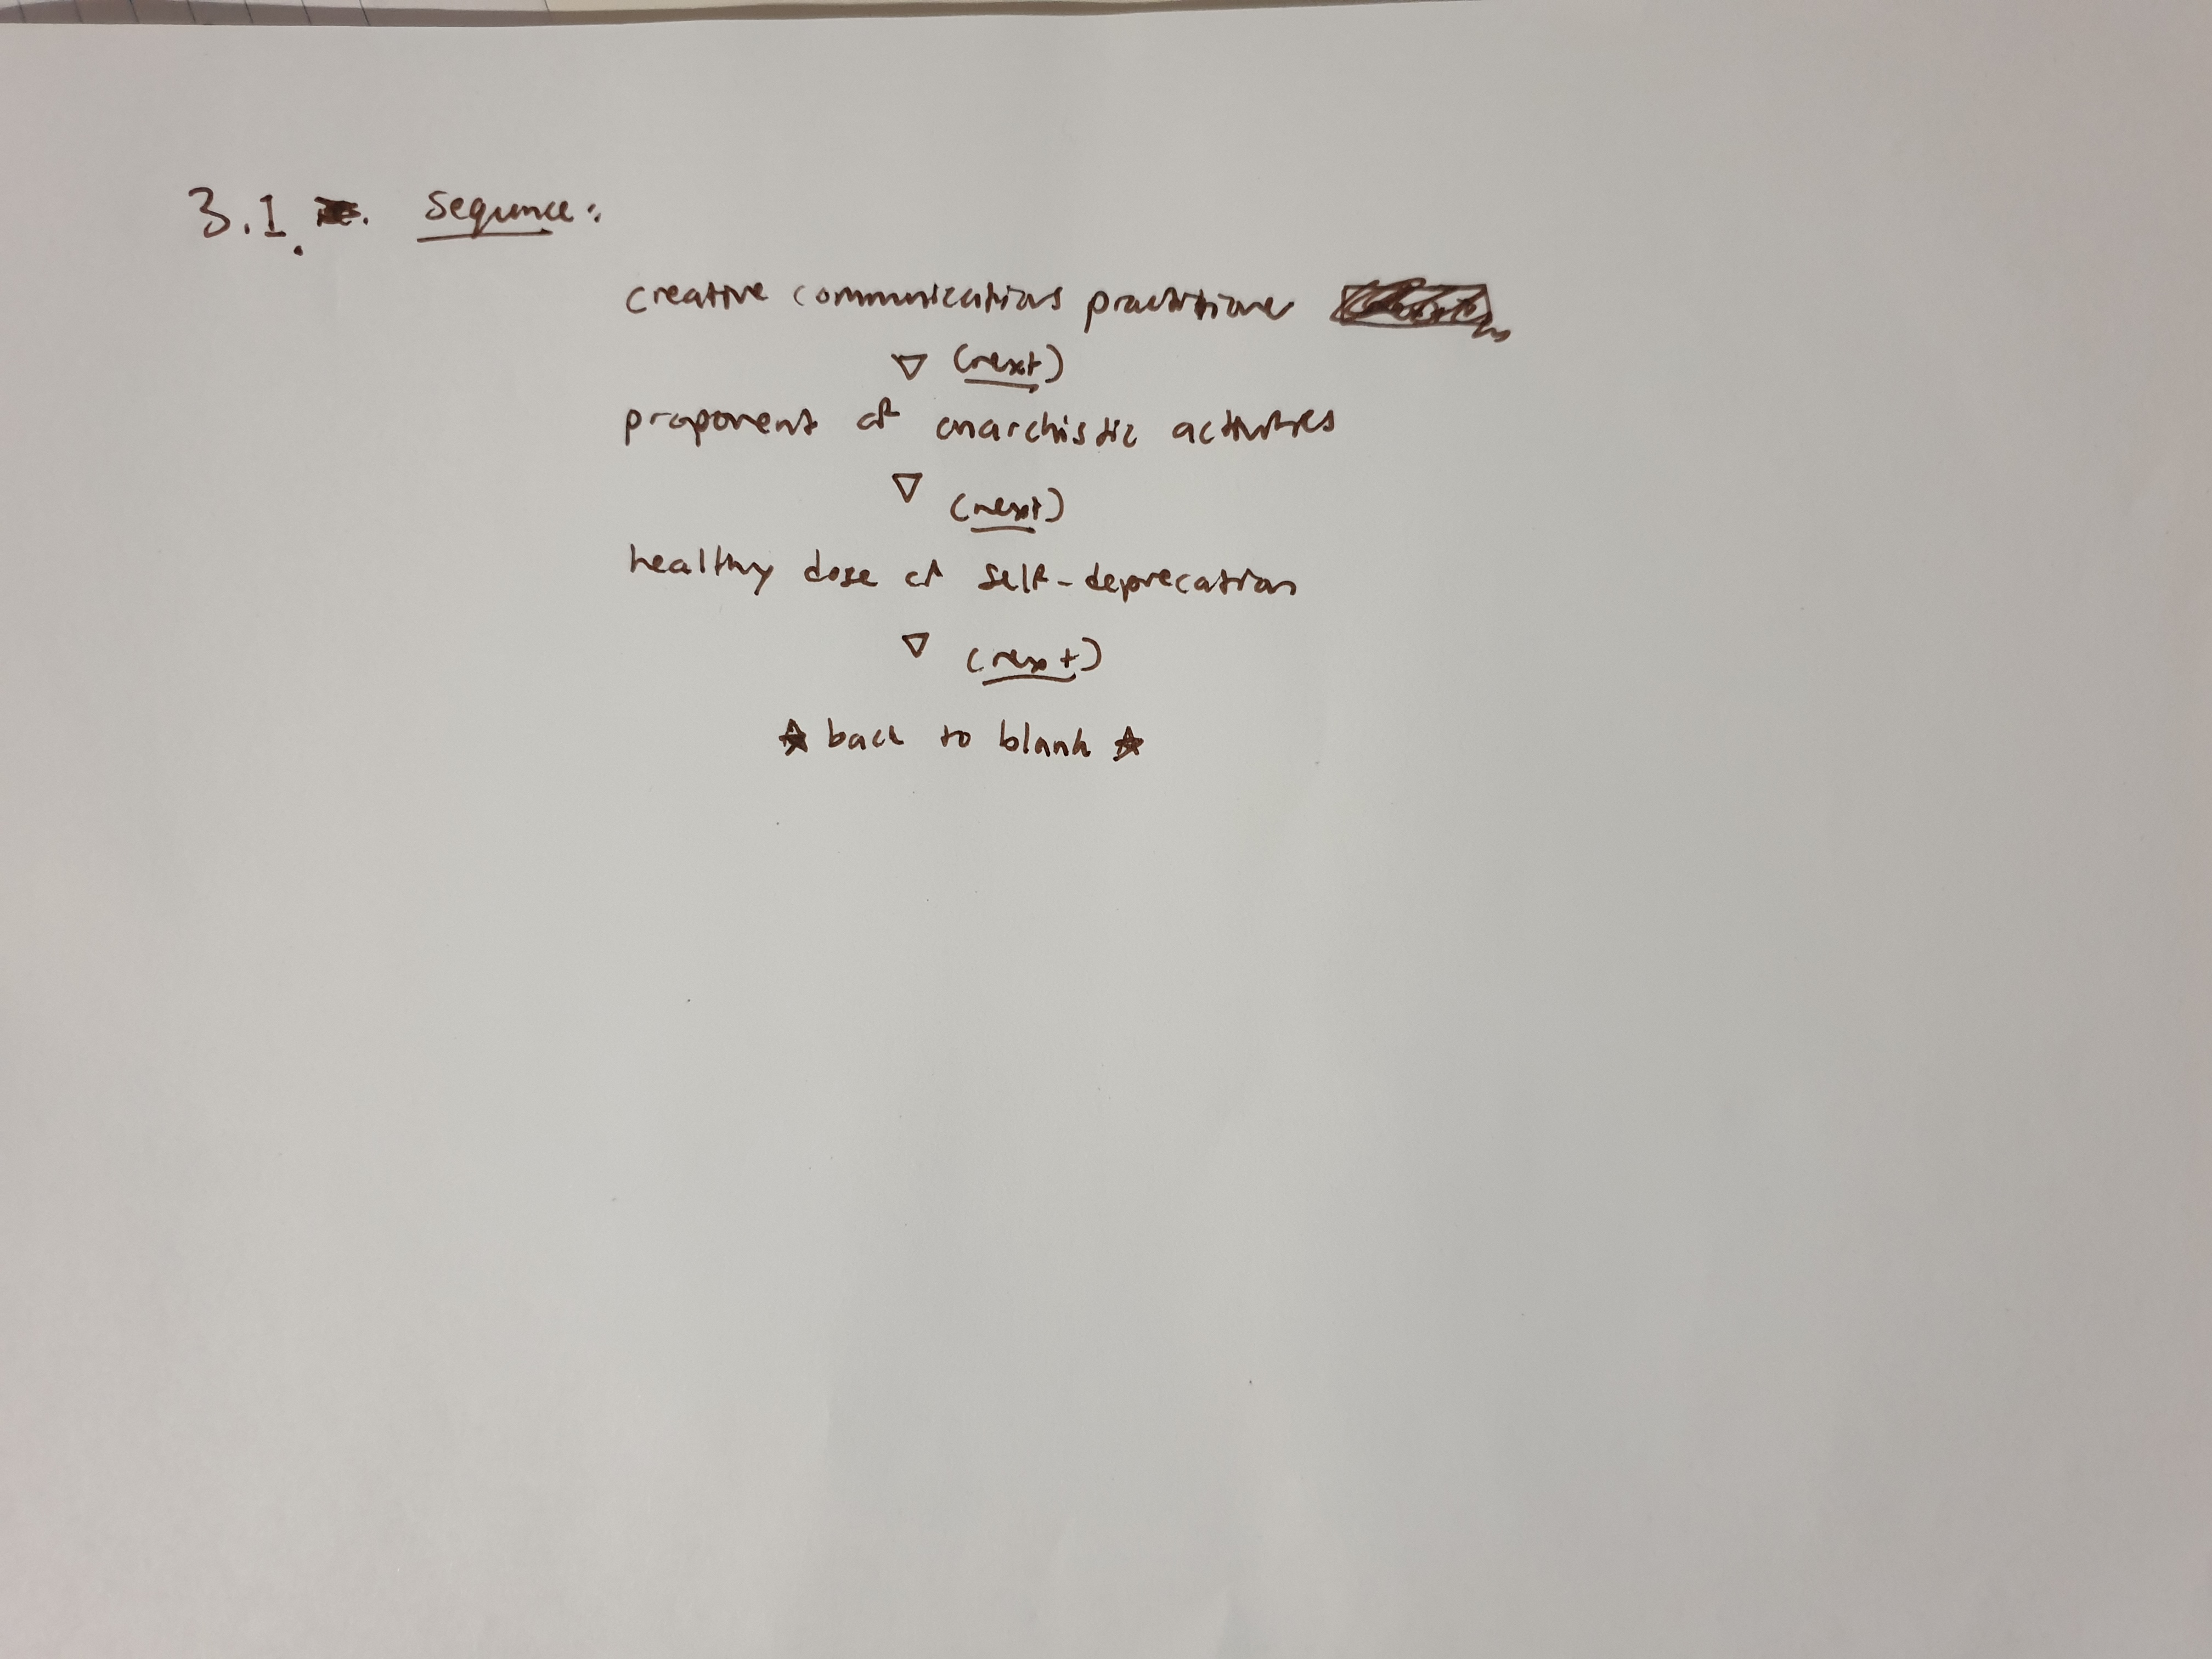 3.1. Sequence:
creative communications practitioner
▽ (next)
proponent of anarchistic activities
▽ (next)
healthy dose of self-deprecation
▽ (next)
☆ back to blank ☆